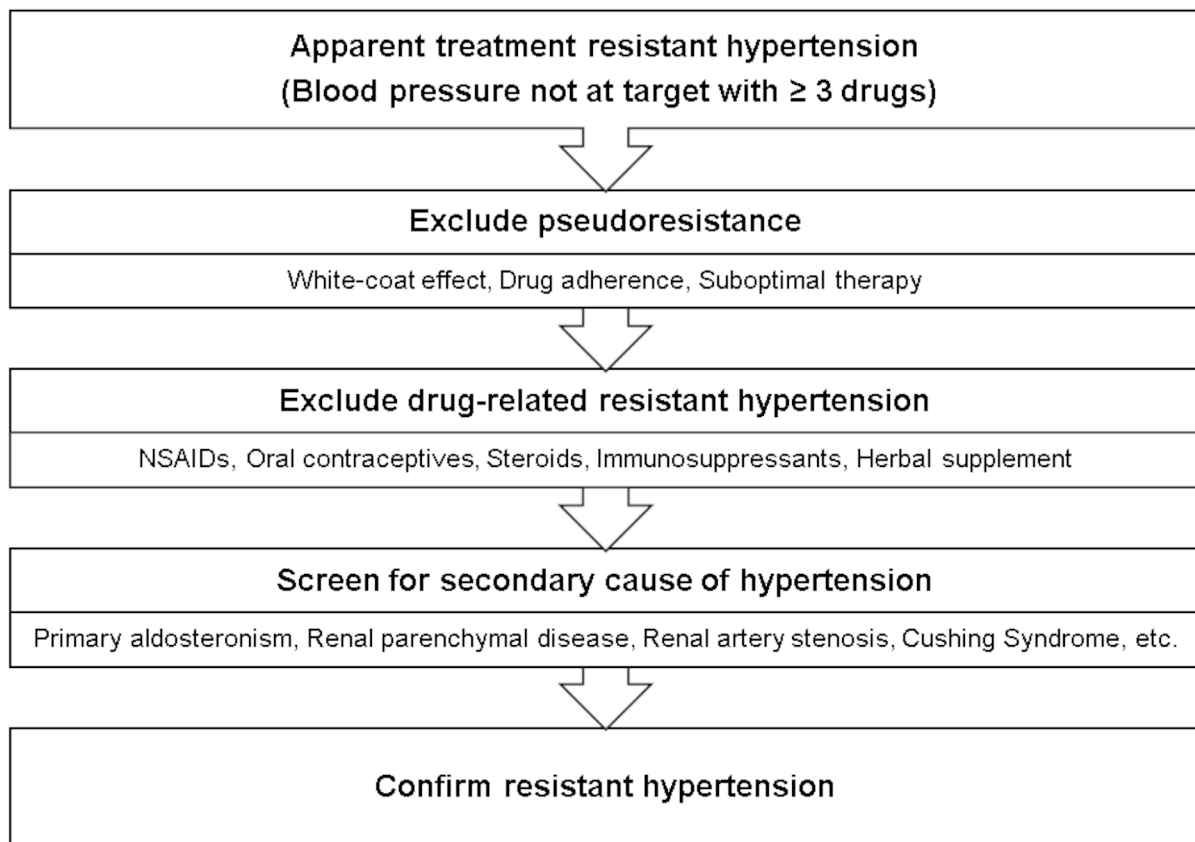 Apparent treatment resistant hypertension
(Blood pressure not at target with ≥ 3 drugs)
Exclude pseudoresistance
White-coat effect, Drug adherence, Suboptimal therapy
Exclude drug-related resistant hypertension
NSAIDs, Oral contraceptives, Steroids, Immunosuppressants, Herbal supplement
Screen for secondary cause of hypertension
Primary aldosteronism, Renal parenchymal disease, Renal artery stenosis, Cushing Syndrome, etc.
Confirm resistant hypertension